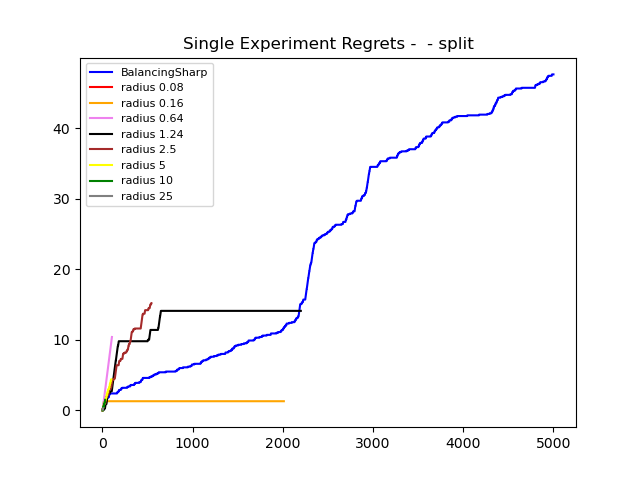 Single Experiment Regrets -  - split
BalancingSharp
radius 0.08
radius 0.16
radius 0.64
radius 1.24
radius 2.5
radius 5
radius 10
radius 25
40
30
20
10
0
0 1000 2000 3000 4000 5000